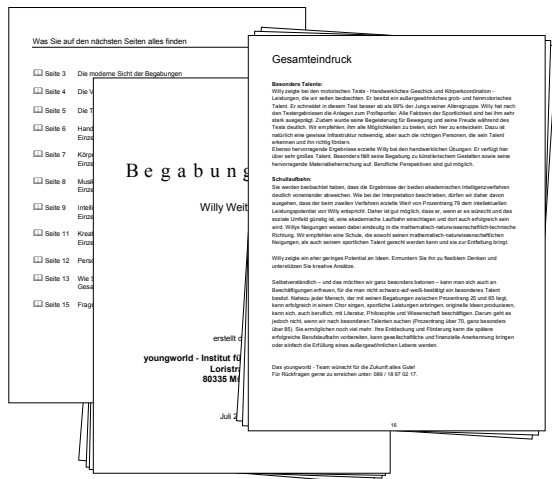 Was Sie auf den nächsten Seiten alles finden
Seite 3 Die moderne Sicht der Begabungen
Seite 4 Die V
Seite 5 Die T
Seite 6 Hand
Einze
Seite 7 Körpe
Einze
Seite 8 Musik
Einze
Seite 9 Intelli
Einze
Seite 11 Kreat
Einze
Seite 12 Persö
Seite 13 Wie S
Gesa
Seite 15 Frage
Begabung
Willy Weit
erstellt d
youngworld - Institut fü
Loristra
80335 Mü
Juli 2
Gesamteindruck
Besondere Talente:
Willy zeigte bei den motorischen Tests - Handwerkliches Geschick und Körperkoordination -
Leistungen, die wir selten beobachten. Er besitzt ein außergewöhnliches grob- und feinmotorisches
Talent. Er schneidet in diesem Test besser ab als 99% der Jungs seiner Altersgruppe. Willy hat nach
den Testergebnissen die Anlagen zum Profisportler. Alle Faktoren der Sportlichkeit sind bei ihm sehr
stark ausgeprägt. Zudem wurde seine Begeisterung für Bewegung und seine Freude während des
Tests deutlich. Wir empfehlen, ihm alle Möglichkeiten zu bieten, sich hier zu entwickeln. Dazu ist
natürlich eine gewisse Infrastruktur notwendig, aber auch die richtigen Personen, die sein Talent
erkennen und ihn richtig fördern.
Ebenso hervorragende Ergebnisse erzielte Willy bei den handwerklichen Übungen. Er verfügt hier
über sehr großes Talent. Besonders fällt seine Begabung zu künstlerischem Gestalten sowie seine
hervorragende Materialbeherrschung auf. Berufliche Perspektiven sind gut möglich.
Schullaufbahn:
Sie werden beobachtet haben, dass die Ergebnisse der beiden akademischen Intelligenzverfahren
deutlich voneinander abweichen. Wie bei der Interpretation beschrieben, dürfen wir daher davon
ausgehen, dass der beim zweiten Verfahren erzielte Wert von Prozentrang 79 dem intellektuellen
Leistungspotential von Willy entspricht. Daher ist gut möglich, dass er, wenn er es wünscht und das
soziale Umfeld günstig ist, eine akademische Laufbahn einschlagen und dort auch erfolgreich sein
wird. Willys Neigungen weisen dabei eindeutig in die mathematisch-naturwissenschaftlich-technische
Richtung. Wir empfehlen eine Schule, die sowohl seinen mathematisch-naturwissenschaftlichen
Neigungen, als auch seinem sportlichen Talent gerecht werden kann und sie zur Entfaltung bringt.
Willy zeigte ein eher geringes Potential an Ideen. Ermuntern Sie ihn zu flexiblem Denken und
unterstützen Sie kreative Ansätze.
Selbstverständlich – und das möchten wir ganz besonders betonen – kann man sich auch an
Beschäftigungen erfreuen, für die man nicht schwarz-auf-weiß-bestätigt ein besonderes Talent
besitzt. Nahezu jeder Mensch, der mit seinen Begabungen zwischen Prozentrang 25 und 65 liegt,
kann erfolgreich in einem Chor singen, sportliche Leistungen erbringen, originelle Ideen produzieren,
kann sich, auch beruflich, mit Literatur, Philosophie und Wissenschaft beschäftigen. Darum geht es
jedoch nicht, wenn wir nach besonderen Talenten suchen (Prozentrang über 70, ganz besonders
über 85). Sie ermöglichen noch viel mehr. Ihre Entdeckung und Förderung kann die spätere
erfolgreiche Berufslaufbahn vorbereiten, kann gesellschaftliche und finanzielle Anerkennung bringen
oder einfach die Erfüllung eines außergewöhnlichen Lebens werden.
Das youngworld - Team wünscht für die Zukunft alles Gute!
Für Rückfragen gerne zu erreichen unter: 089 / 18 97 02 17.
16